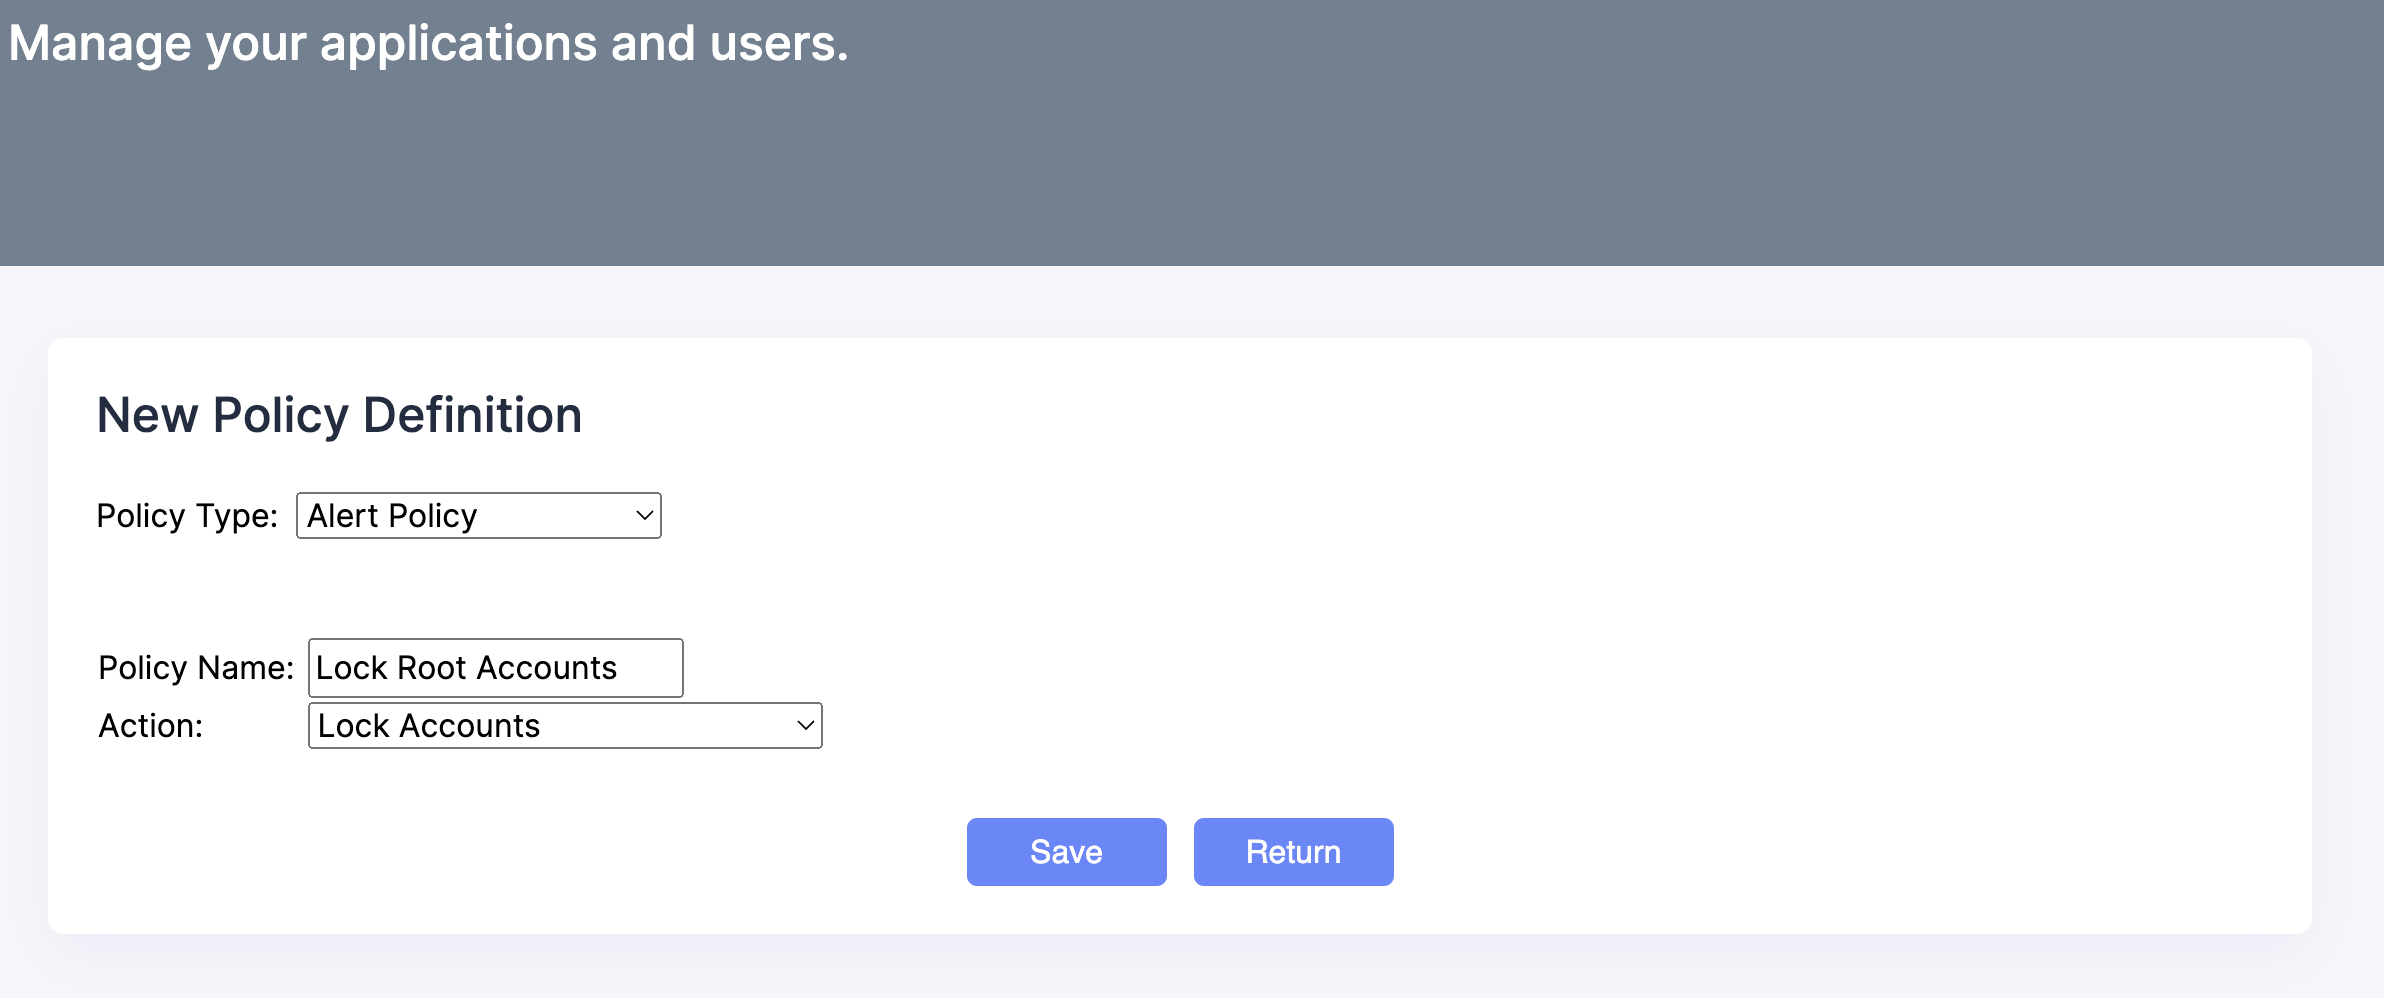 Manage your applications and users.
New Policy Definition
Policy Type: Alert Policy
Policy Name: Lock Root Accounts
Action: Lock Accounts
Save Return